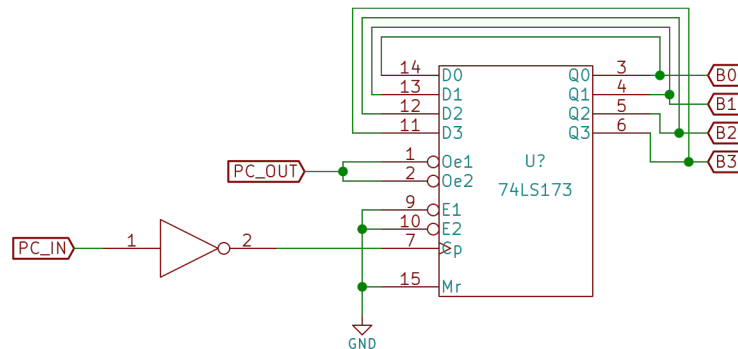 14 D0 Q0 3 B0
13 D1 Q1 4 B1
12 D2 Q2 5 B2
11 D3 Q3 6 B3
1 Oe1 U?
PC_OUT 2 Oe2 74LS173
9 E1
10 E2
PC_IN 1 2 7 Cp
15 Mr
GND